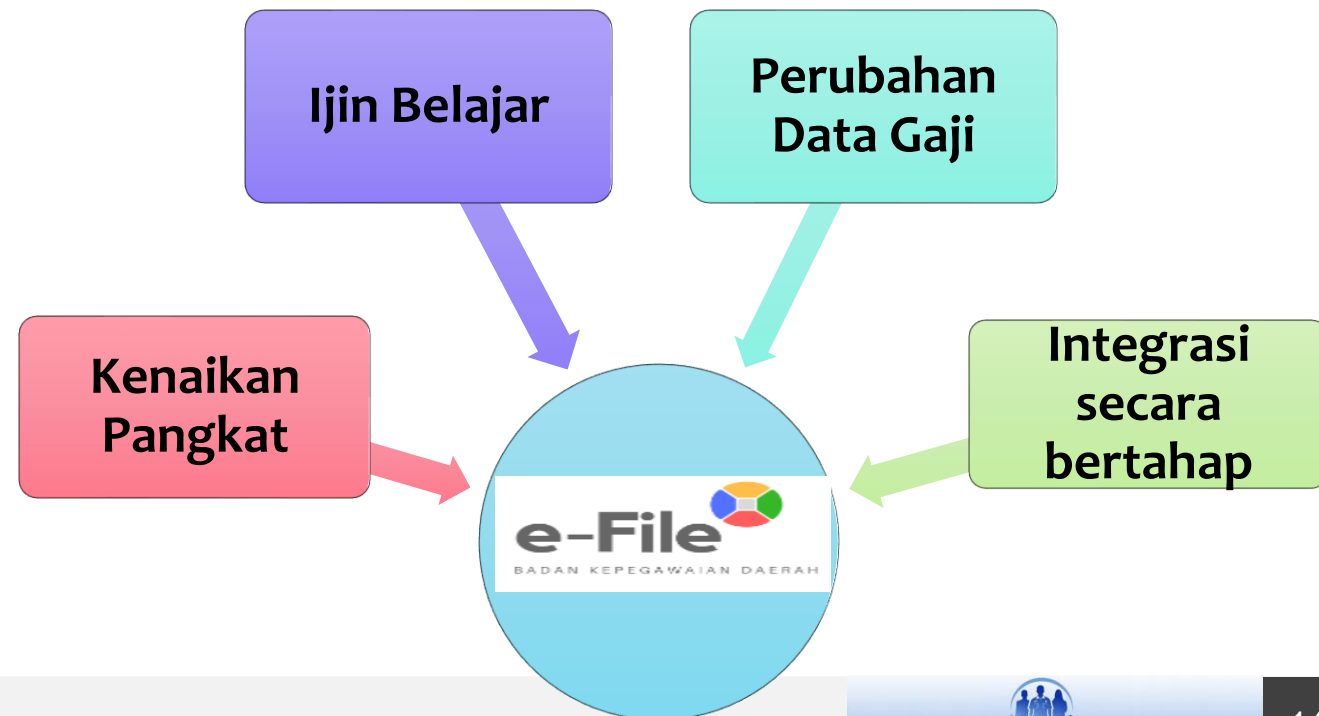 Ijin Belajar
Perubahan
Data Gaji
Kenaikan
Pangkat
Integrasi
secara
bertahap
e-File
BADAN KEPEGAWAIAN DAERAH